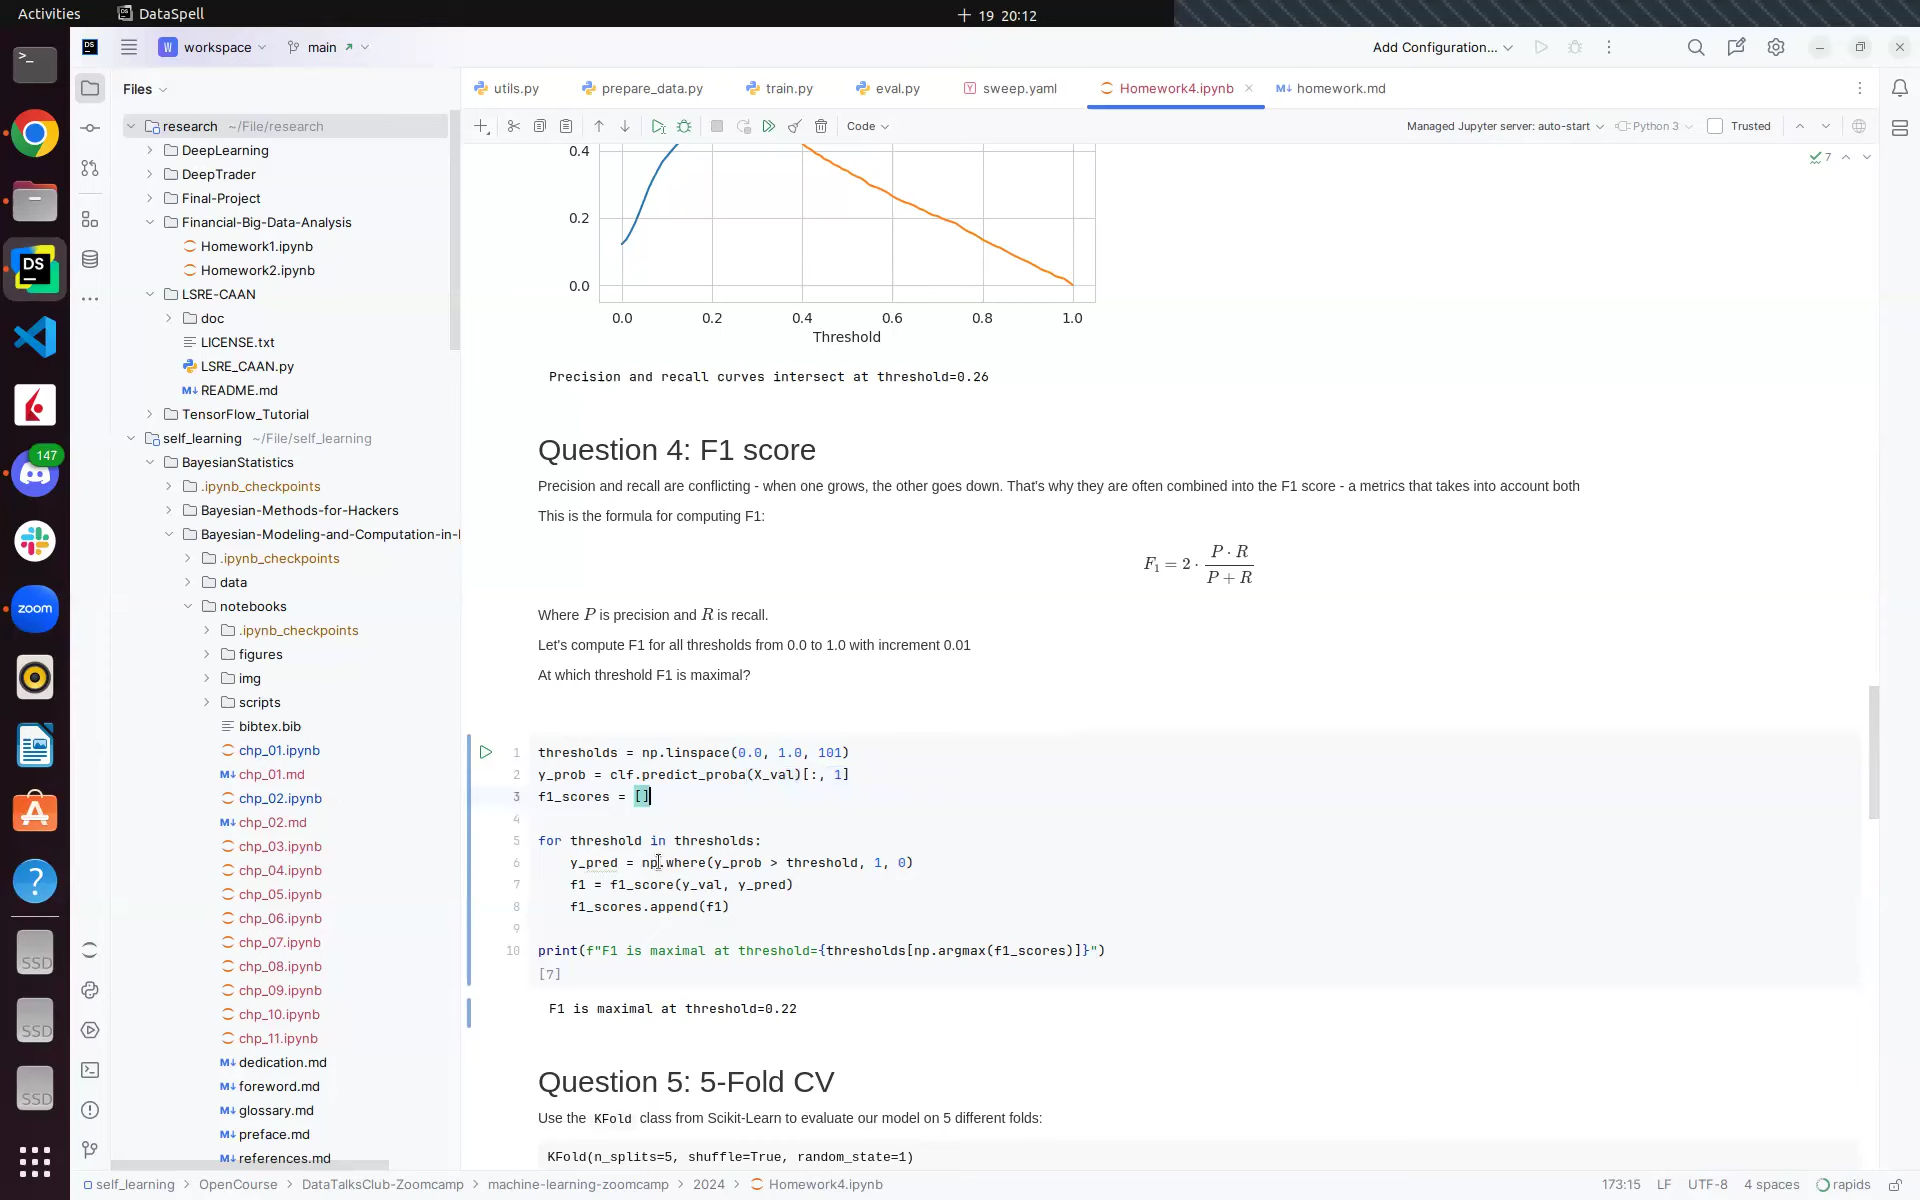 Activities
DataSpell
19 20:12
DS
W workspace
main
Add Configuration...
Files
research ~/File/research
DeepLearning
DeepTrader
Final-Project
Financial-Big-Data-Analysis
Homework1.ipynb
Homework2.ipynb
LSRE-CAAN
doc
LICENSE.txt
LSRE_CAAN.py
README.md
TensorFlow_Tutorial
self_learning ~/File/self_learning
BayesianStatistics
.ipynb_checkpoints
Bayesian-Methods-for-Hackers
Bayesian-Modeling-and-Computation-in-
.ipynb_checkpoints
data
notebooks
.ipynb_checkpoints
figures
img
scripts
bibtex.bib
chp_01.ipynb
chp_01.md
chp_02.ipynb
chp_02.md
chp_03.ipynb
chp_04.ipynb
chp_05.ipynb
chp_06.ipynb
chp_07.ipynb
chp_08.ipynb
chp_09.ipynb
chp_10.ipynb
chp_11.ipynb
dedication.md
foreword.md
glossary.md
preface.md
references.md
DS
147
zoom
SSD
SSD
SSD
utils.py
prepare_data.py
train.py
eval.py
sweep.yaml
Homework4.ipynb
homework.md
Code
Managed Jupyter server: auto-start
Python 3
Trusted
7
0.4
0.2
0.0
0.0 0.2 0.4 0.6 0.8 1.0
Threshold
Precision and recall curves intersect at threshold=0.26
Question 4: F1 score
Precision and recall are conflicting - when one grows, the other goes down. That's why they are often combined into the F1 score - a metrics that takes into account both
This is the formula for computing F1:
F₁ = 2 · P · R / P + R
Where P is precision and R is recall.
Let's compute F1 for all thresholds from 0.0 to 1.0 with increment 0.01
At which threshold F1 is maximal?
1 thresholds = np.linspace(0.0, 1.0, 101)
2 y_prob = clf.predict_proba(X_val)[:, 1]
3 f1_scores = []
4
5 for threshold in thresholds:
6 y_pred = np.where(y_prob > threshold, 1, 0)
7 f1 = f1_score(y_val, y_pred)
8 f1_scores.append(f1)
9
10 print(f"F1 is maximal at threshold={thresholds[np.argmax(f1_scores)]}")
[7]
F1 is maximal at threshold=0.22
Question 5: 5-Fold CV
Use the KFold class from Scikit-Learn to evaluate our model on 5 different folds:
KFold(n_splits=5, shuffle=True, random_state=1)
self_learning > OpenCourse > DataTalksClub-Zoomcamp > machine-learning-zoomcamp > 2024 > Homework4.ipynb
173:15 LF UTF-8 4 spaces rapids